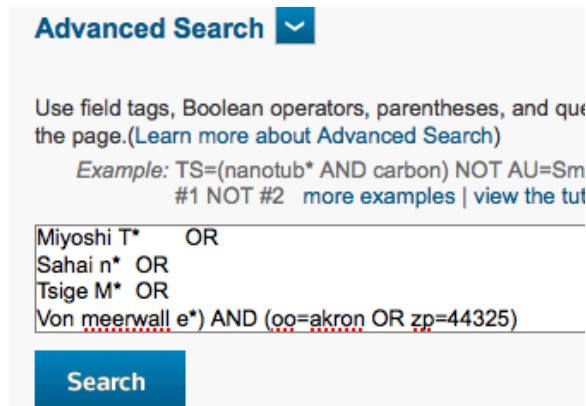 Advanced Search
Use field tags, Boolean operators, parentheses, and que
the page.(Learn more about Advanced Search)
Example: TS=(nanotub* AND carbon) NOT AU=Sm
#1 NOT #2 more examples | view the tut
Miyoshi T* OR
Sahai n* OR
Tsige M* OR
Von meerwall e*) AND (oo=akron OR zp=44325)
Search